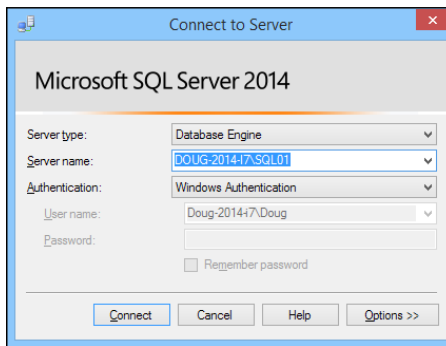 Connect to Server
Microsoft SQL Server 2014
Server type: Database Engine
Server name: DOUG-2014-I7\SQL01
Authentication: Windows Authentication
User name: Doug-2014-i7\Doug
Password:
Remember password
Connect Cancel Help Options >>